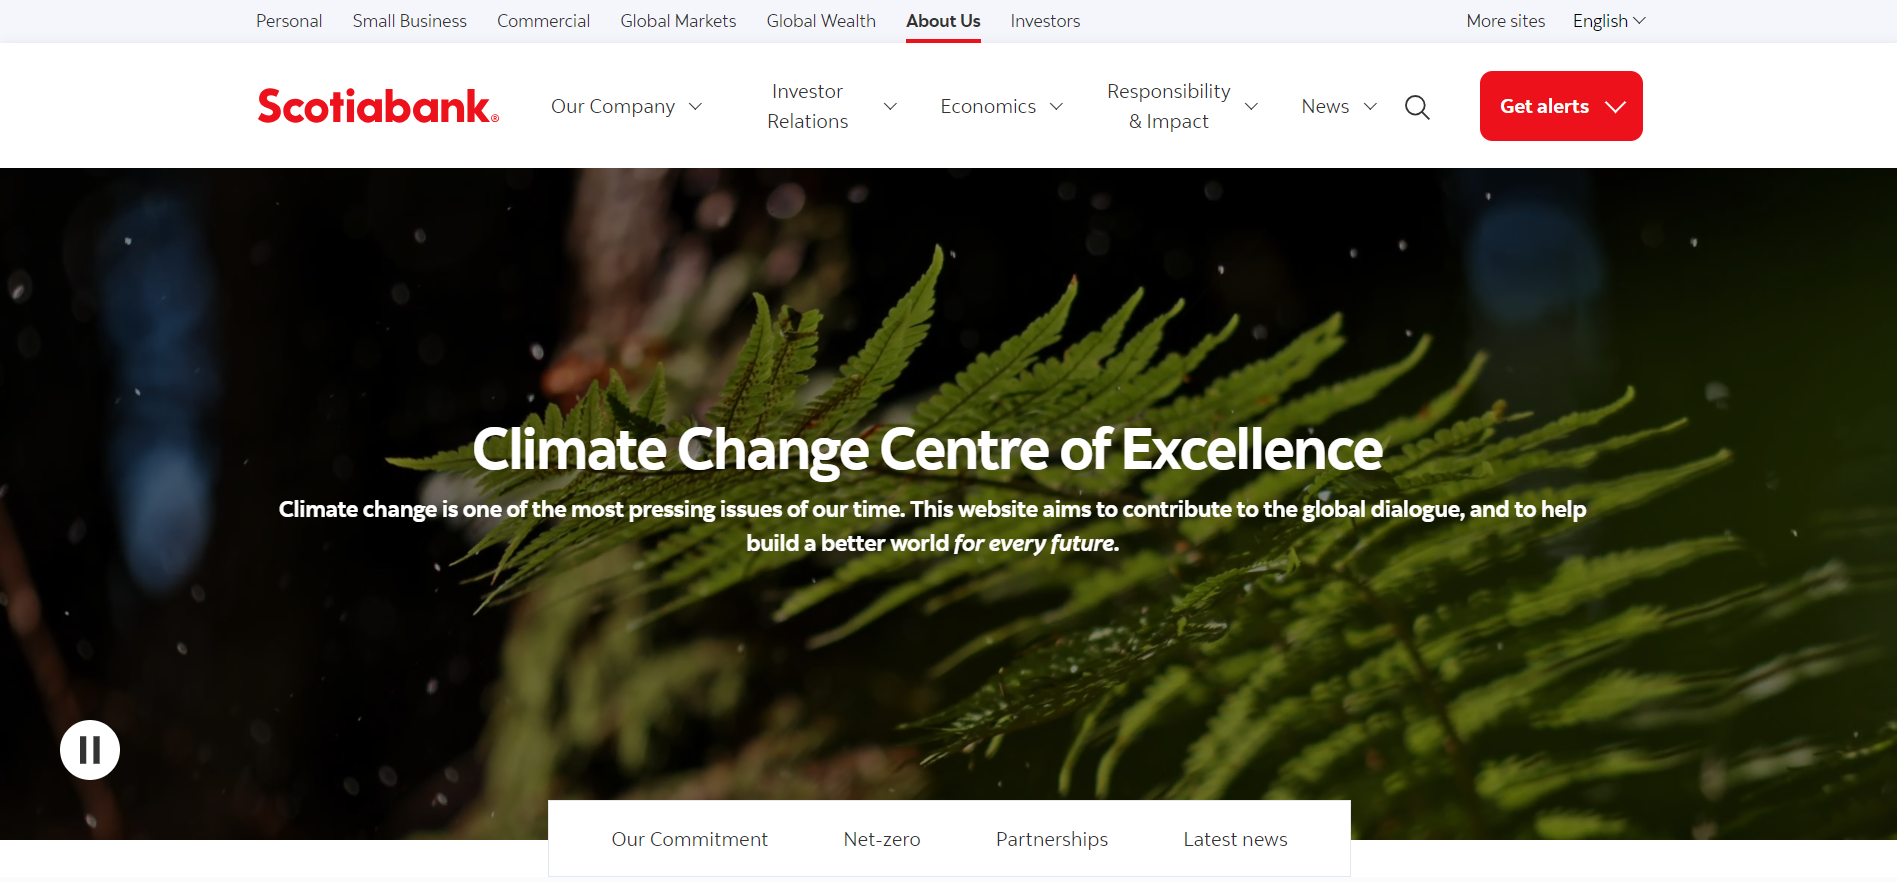 Personal Small Business Commercial Global Markets Global Wealth About Us Investors More sites English
Scotiabank®
Our Company
Investor
Relations
Economics
Responsibility
& Impact
News
Get alerts
Climate Change Centre of Excellence
Climate change is one of the most pressing issues of our time. This website aims to contribute to the global dialogue, and to help
build a better world for every future.
Our Commitment Net-zero Partnerships Latest news